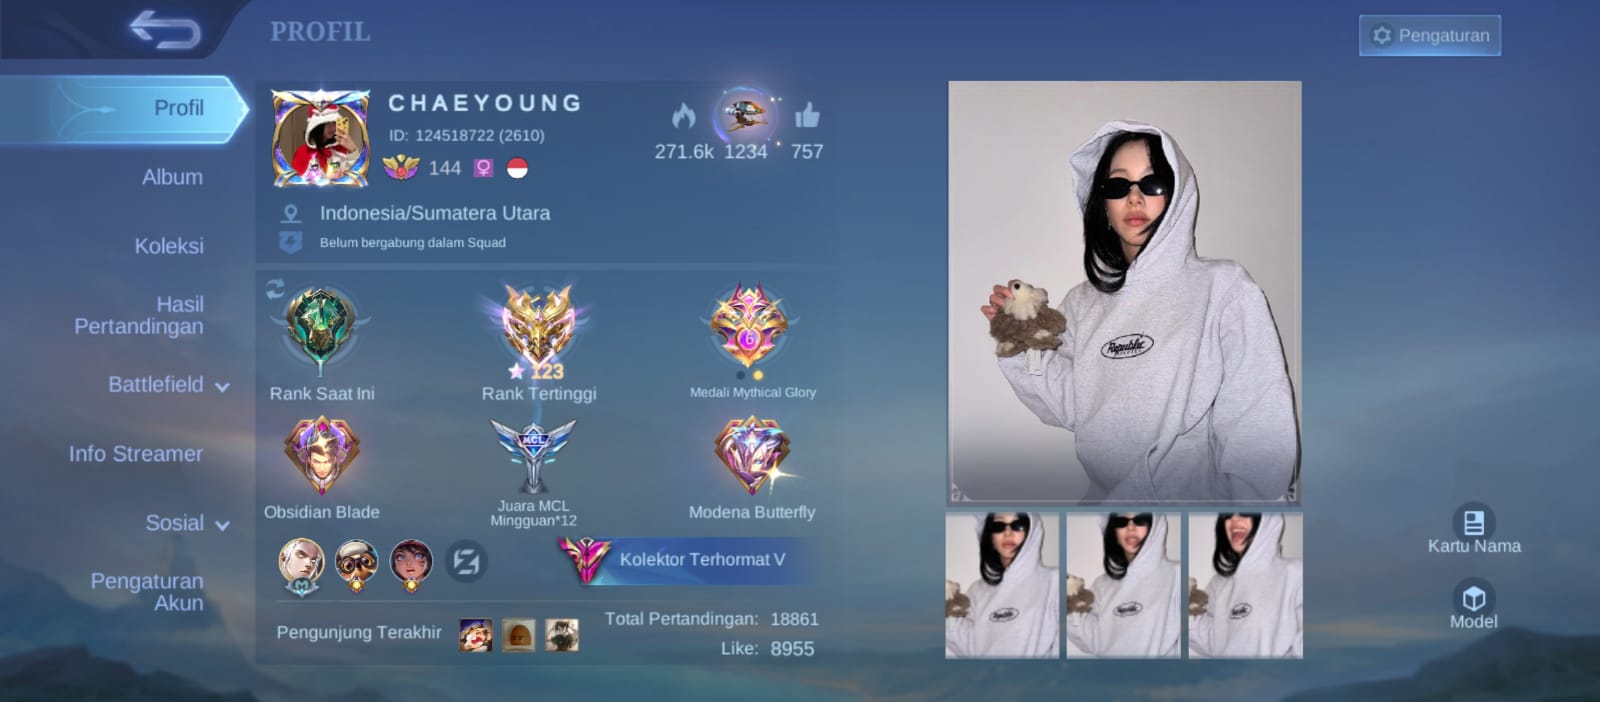 PROFIL
Pengaturan
Profil
Album
Koleksi
Hasil
Pertandingan
Battlefield
Info Streamer
Sosial
Pengaturan
Akun
CHAEYOUNG
ID: 124518722 (2610)
144
271.6k 1234 757
Indonesia/Sumatera Utara
Belum bergabung dalam Squad
Rank Saat Ini
123
Rank Tertinggi
6
Medali Mythical Glory
Obsidian Blade
MCL
Juara MCL
Mingguan*12
Modena Butterfly
Kolektor Terhormat V
Pengunjung Terakhir
Total Pertandingan: 18861
Like: 8955
Republic
Kartu Nama
Model